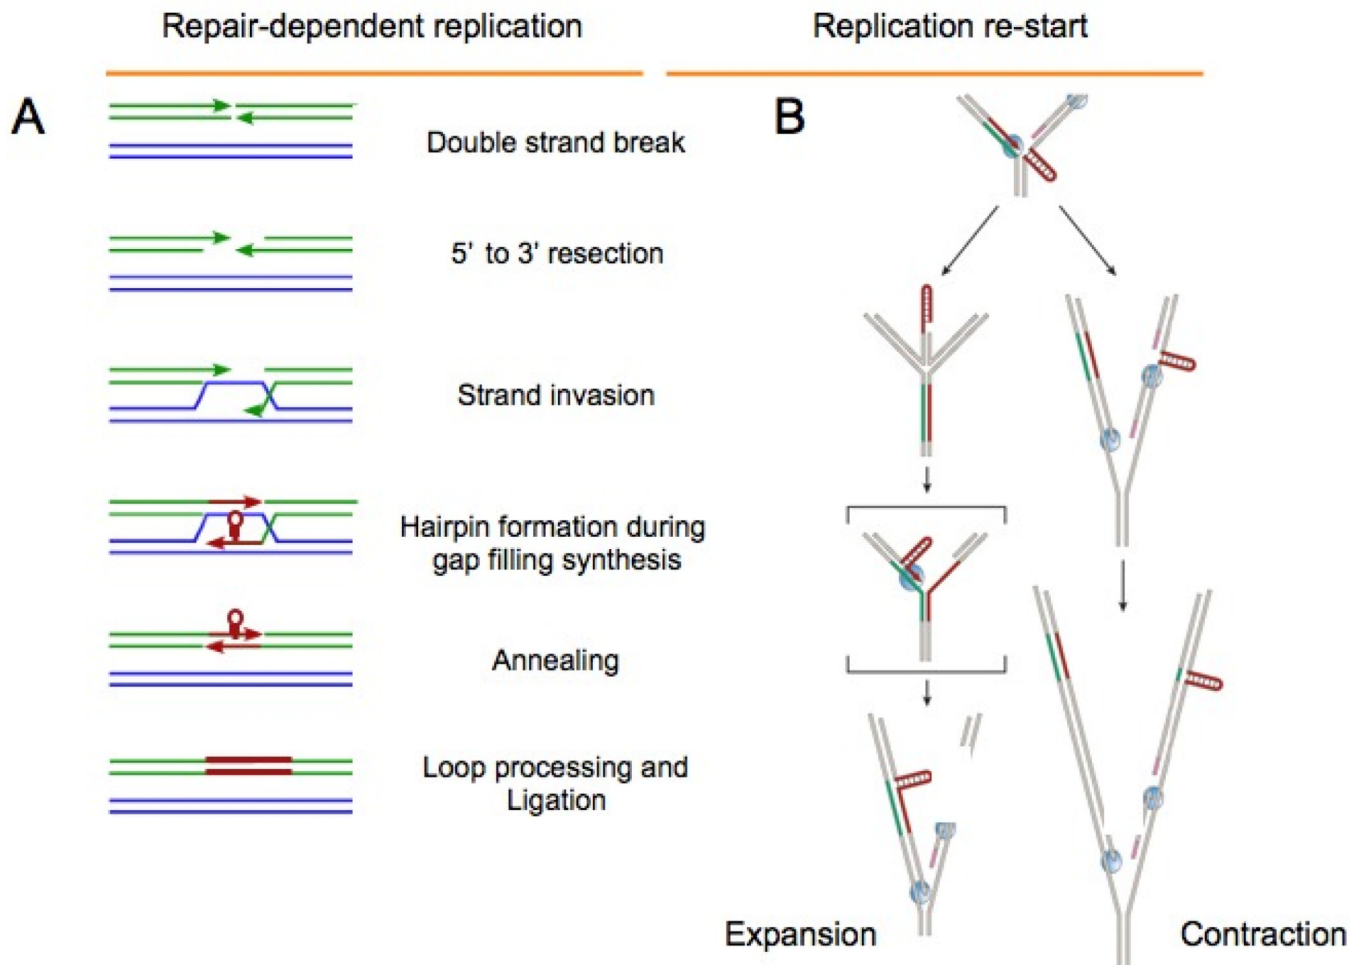 Repair-dependent replication
Replication re-start
A
B
Double strand break
5' to 3' resection
Strand invasion
Hairpin formation during
gap filling synthesis
Annealing
Loop processing and
Ligation
Expansion
Contraction